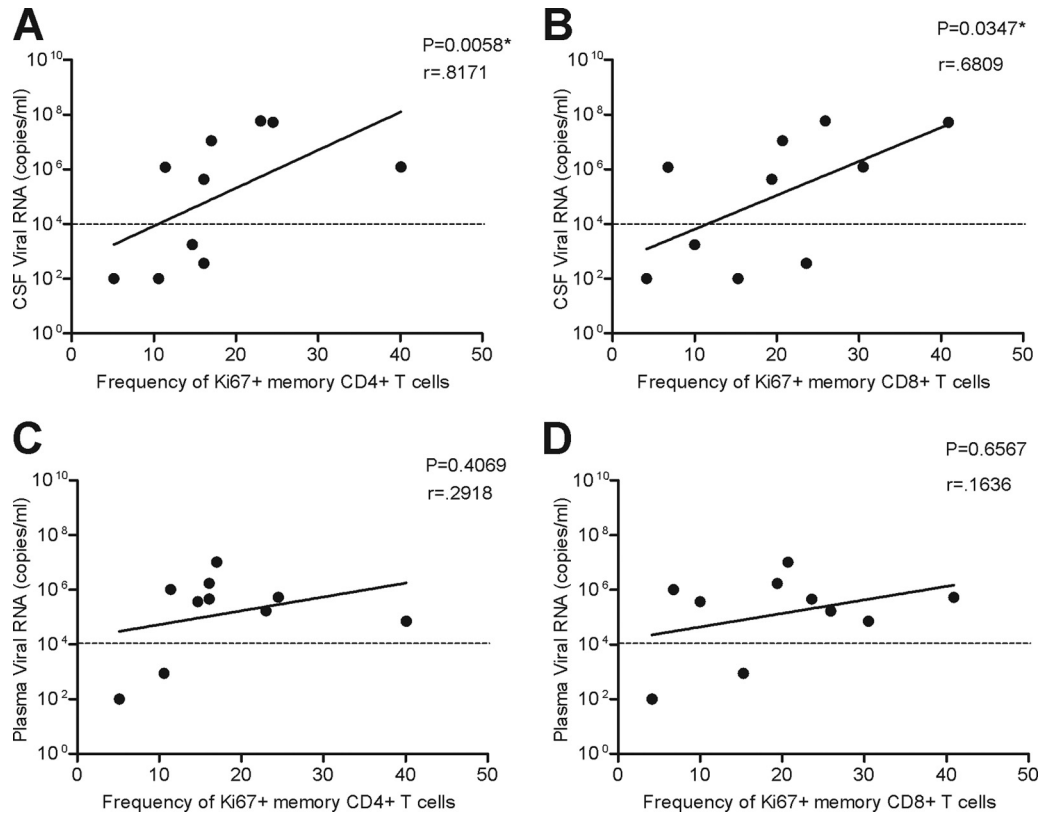 A
P=0.0058*
r=.8171
CSF Viral RNA (copies/ml)
10^10
10^8
10^6
10^4
10^2
10^0
0 10 20 30 40 50
Frequency of Ki67+ memory CD4+ T cells
B
P=0.0347*
r=.6809
CSF Viral RNA (copies/ml)
10^10
10^8
10^6
10^4
10^2
10^0
0 10 20 30 40 50
Frequency of Ki67+ memory CD8+ T cells
C
P=0.4069
r=.2918
Plasma Viral RNA (copies/ml)
10^10
10^8
10^6
10^4
10^2
10^0
0 10 20 30 40 50
Frequency of Ki67+ memory CD4+ T cells
D
P=0.6567
r=.1636
Plasma Viral RNA (copies/ml)
10^10
10^8
10^6
10^4
10^2
10^0
0 10 20 30 40 50
Frequency of Ki67+ memory CD8+ T cells